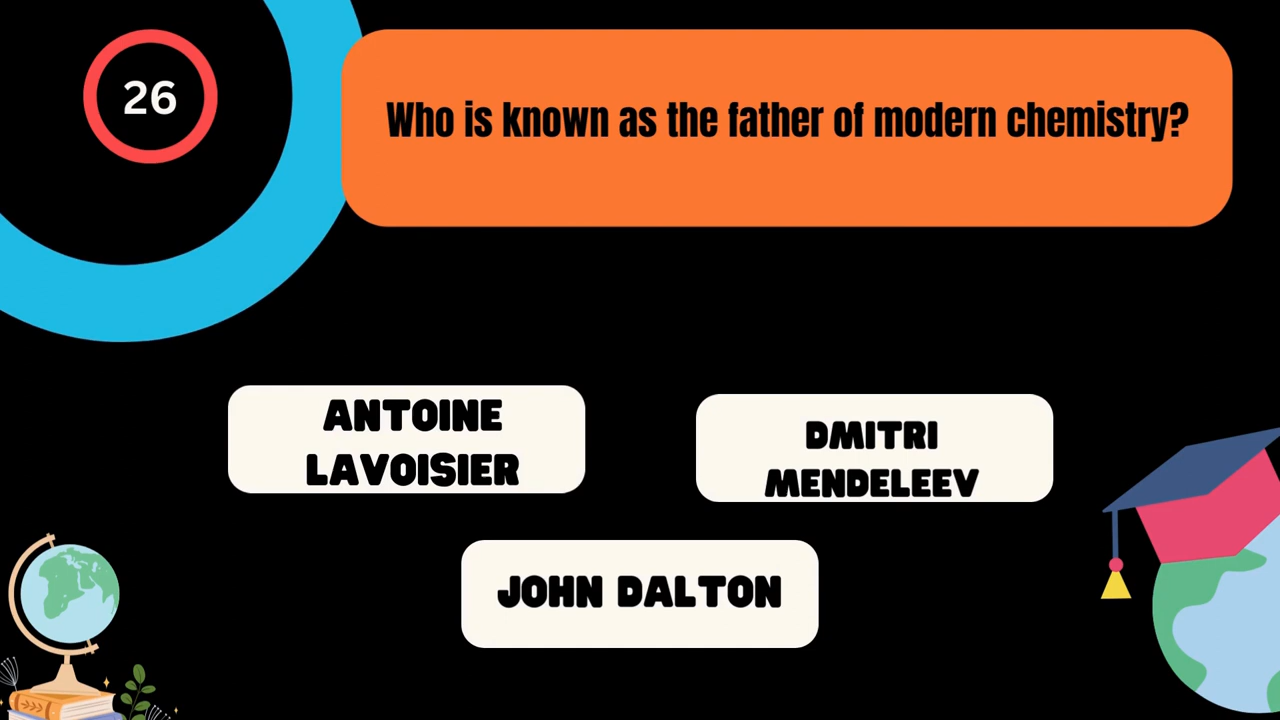 26
Who is known as the father of modern chemistry?
ANTOINE
LAVOISIER
DMITRI
MENDELEEV
JOHN DALTON